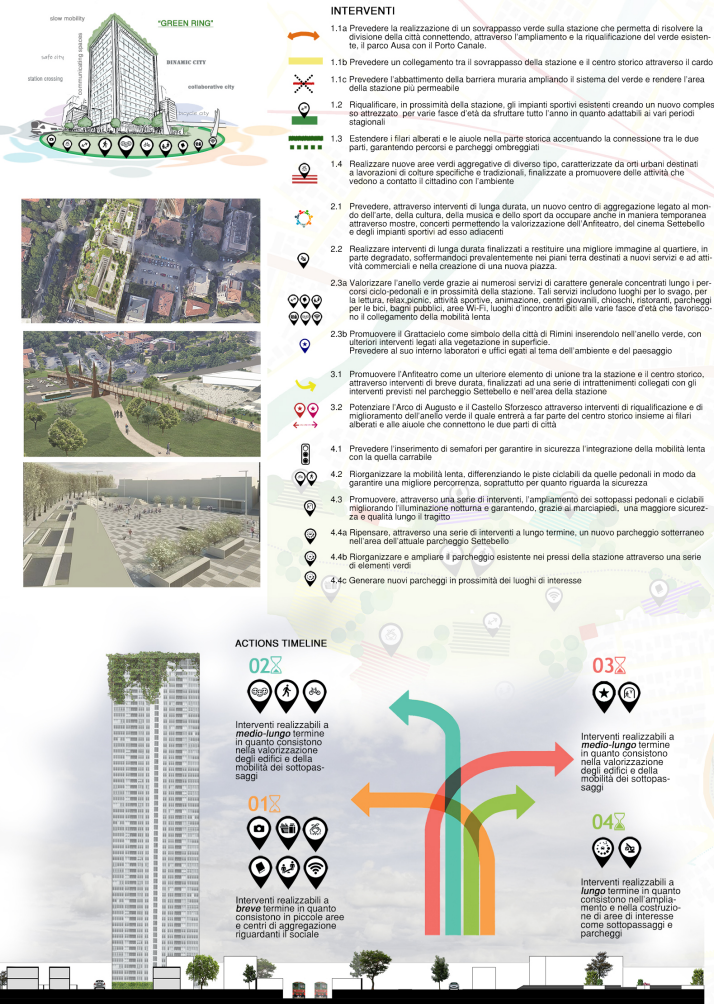 slow mobility
"GREEN RING"
communicating spaces
safe city
DINAMIC CITY
station crossing
collaborative city
bicycle city
INTERVENTI
1.1a Prevedere la realizzazione di un sovrappasso verde sulla stazione che permetta di risolvere la
divisione della città connettendo, attraverso l'ampliamento e la riqualificazione del verde esisten-
te, il parco Ausa con il Porto Canale.
1.1b Prevedere un collegamento tra il sovrappasso della stazione e il centro storico attraverso il cardo
1.1c Prevedere l'abbattimento della barriera muraria ampliando il sistema del verde e rendere l'area
della stazione più permeabile
1.2 Riqualificare, in prossimità della stazione, gli impianti sportivi esistenti creando un nuovo comples
so attrezzato per varie fasce d'età da sfruttare tutto l'anno in quanto adattabili ai vari periodi
stagionali
1.3 Estendere i filari alberati e le aiuole nella parte storica accentuando la connessione tra le due
parti, garantendo percorsi e parcheggi ombreggiati
1.4 Realizzare nuove aree verdi aggregative di diverso tipo, caratterizzate da orti urbani destinati
a lavorazioni di colture specifiche e tradizionali, finalizzate a promuovere delle attività che
vedono a contatto il cittadino con l'ambiente
2.1 Prevedere, attraverso interventi di lunga durata, un nuovo centro di aggregazione legato al mon-
do dell'arte, della cultura, della musica e dello sport da occupare anche in maniera temporanea
attraverso mostre, concerti permettendo la valorizzazione dell'Anfiteatro, del cinema Settebello
e degli impianti sportivi ad esso adiacenti
2.2 Realizzare interventi di lunga durata finalizzati a restituire una migliore immagine al quartiere, in
parte degradato, soffermandoci prevalentemente nei piani terra destinati a nuovi servizi e ad atti-
vità commerciali e nella creazione di una nuova piazza.
2.3a Valorizzare l'anello verde grazie ai numerosi servizi di carattere generale concentrati lungo i per-
corsi ciclo-pedonali e in prossimità della stazione. Tali servizi includono luoghi per lo svago, per
la lettura, relax,picnic, attività sportive, animazione, centri giovanili, chioschi, ristoranti, parcheggi
per le bici, bagni pubblici, aree Wi-Fi, luoghi d'incontro adibiti alle varie fasce d'età che favorisco-
no il collegamento della mobilità lenta
2.3b Promuovere il Grattacielo come simbolo della città di Rimini inserendolo nell'anello verde, con
ulteriori interventi legati alla vegetazione in superficie.
Prevedere al suo interno laboratori e uffici egati al tema dell'ambiente e del paesaggio
3.1 Promuovere l'Anfiteatro come un ulteriore elemento di unione tra la stazione e il centro storico,
attraverso interventi di breve durata, finalizzati ad una serie di intrattenimenti collegati con gli
interventi previsti nel parcheggio Settebello e nell'area della stazione
3.2 Potenziare l'Arco di Augusto e il Castello Sforzesco attraverso interventi di riqualificazione e di
miglioramento dell'anello verde il quale entrerà a far parte del centro storico insieme ai filari
alberati e alle aiuole che connettono le due parti di città
4.1 Prevedere l'inserimento di semafori per garantire in sicurezza l'integrazione della mobilità lenta
con la quella carrabile
4.2 Riorganizzare la mobilità lenta, differenziando le piste ciclabili da quelle pedonali in modo da
garantire una migliore percorrenza, soprattutto per quanto riguarda la sicurezza
4.3 Promuovere, attraverso una serie di interventi, l'ampliamento dei sottopassi pedonali e ciclabili
migliorando l'illuminazione notturna e garantendo, grazie ai marciapiedi, una maggiore sicurez-
za e qualità lungo il tragitto
4.4a Ripensare, attraverso una serie di interventi a lungo termine, un nuovo parcheggio sotterraneo
nell'area dell'attuale parcheggio Settebello
4.4b Riorganizzare e ampliare il parcheggio esistente nei pressi della stazione attraverso una serie
di elementi verdi
4.4c Generare nuovi parcheggi in prossimità dei luoghi di interesse
ACTIONS TIMELINE
02
Interventi realizzabili a
medio-lungo termine
in quanto consistono
nella valorizzazione
degli edifici e della
mobilità dei sottopas-
saggi
01
Interventi realizzabili a
breve termine in quanto
consistono in piccole aree
e centri di aggregazione
riguardanti il sociale
03
Interventi realizzabili a
medio-lungo termine
in quanto consistono
nella valorizzazione
degli edifici e della
mobilità dei sottopas-
saggi
04
Interventi realizzabili a
lungo termine in quanto
consistono nell'amplia-
mento e nella costruzio-
ne di aree di interesse
come sottopassaggi e
parcheggi